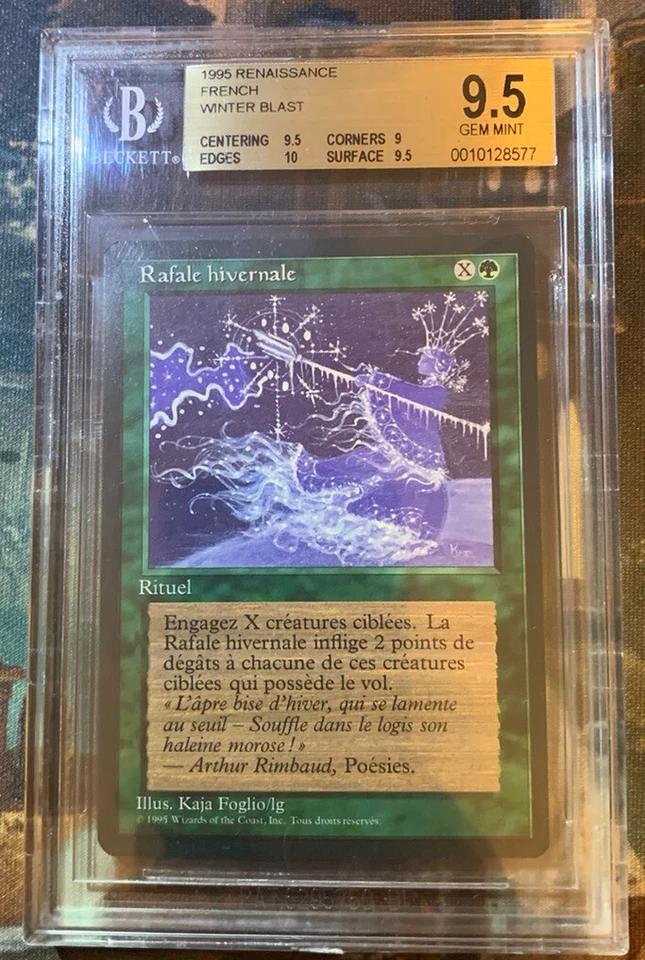 1995 RENAISSANCE
FRENCH
WINTER BLAST
CENTERING 9.5 CORNERS 9
EDGES 10 SURFACE 9.5
9.5
GEM MINT
0010128577
B
BECKETT®
Rafale hivernale
X
Rituel
Engagez X créatures ciblées. La
Rafale hivernale inflige 2 points de
dégâts à chacune de ces créatures
ciblées qui possède le vol.
« L'âpre bise d'hiver, qui se lamente
au seuil – Souffle dans le logis son
haleine morose ! »
— Arthur Rimbaud, Poésies.
Illus. Kaja Foglio/lg
© 1995 Wizards of the Coast, Inc. Tous droits réservés.